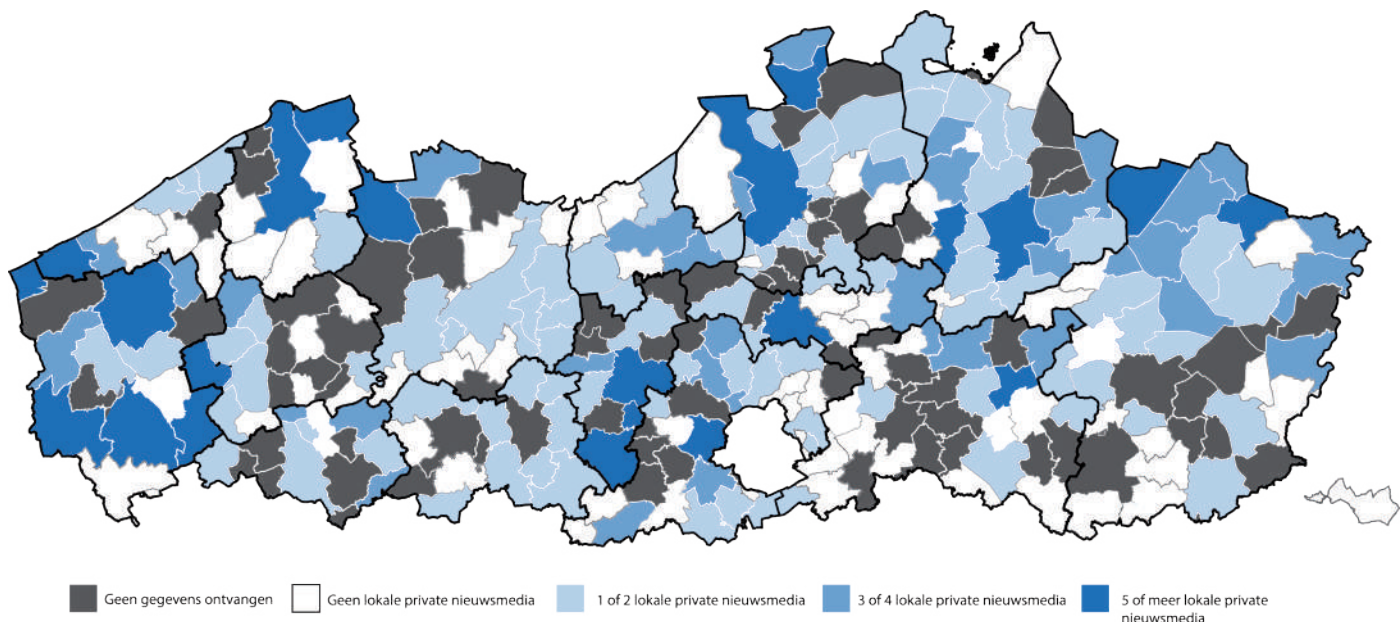 Geen gegevens ontvangen
Geen lokale private nieuwsmedia
1 of 2 lokale private nieuwsmedia
3 of 4 lokale private nieuwsmedia
5 of meer lokale private
nieuwsmedia